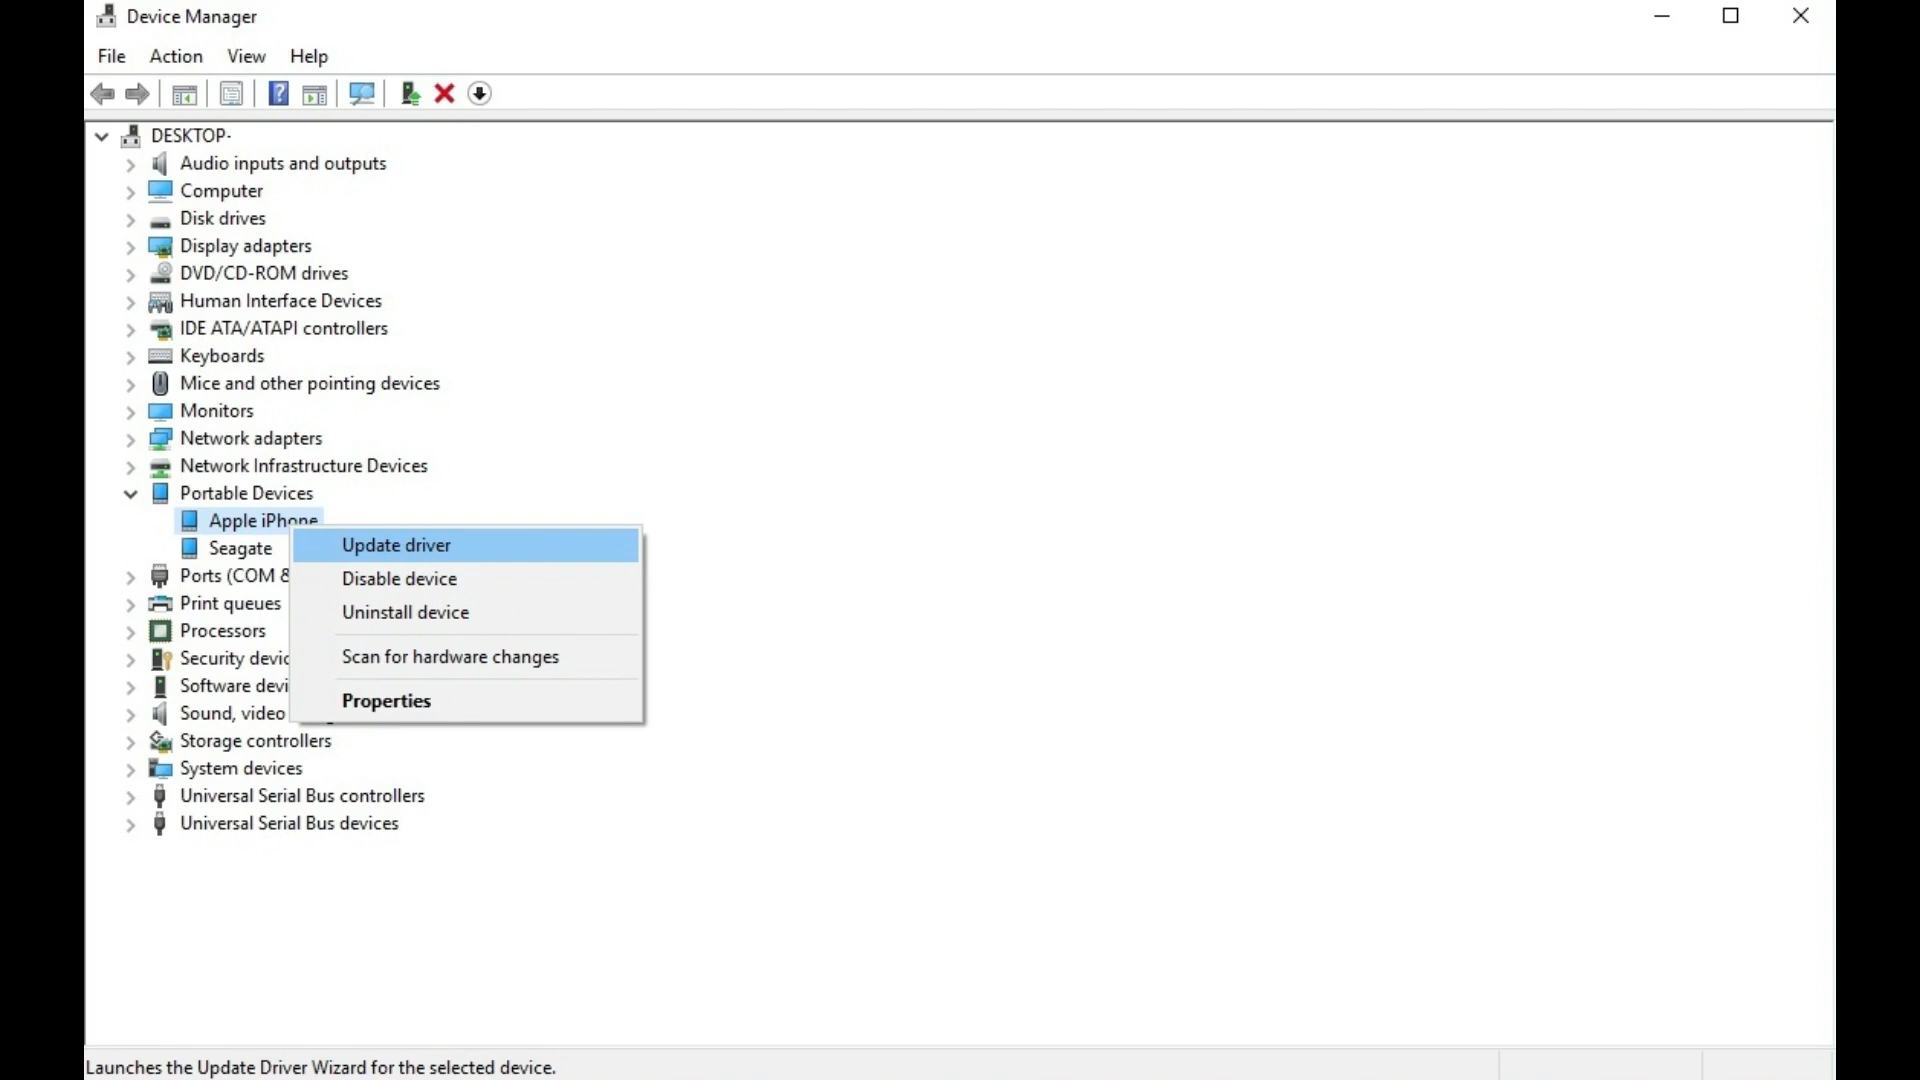 Device Manager
File Action View Help
DESKTOP-
Audio inputs and outputs
Computer
Disk drives
Display adapters
DVD/CD-ROM drives
Human Interface Devices
IDE ATA/ATAPI controllers
Keyboards
Mice and other pointing devices
Monitors
Network adapters
Network Infrastructure Devices
Portable Devices
Apple iPhone
Update driver
Seagate
Disable device
Ports (COM &
Print queues
Uninstall device
Processors
Security devic
Scan for hardware changes
Software devi
Properties
Sound, video
Storage controllers
System devices
Universal Serial Bus controllers
Universal Serial Bus devices
Launches the Update Driver Wizard for the selected device.